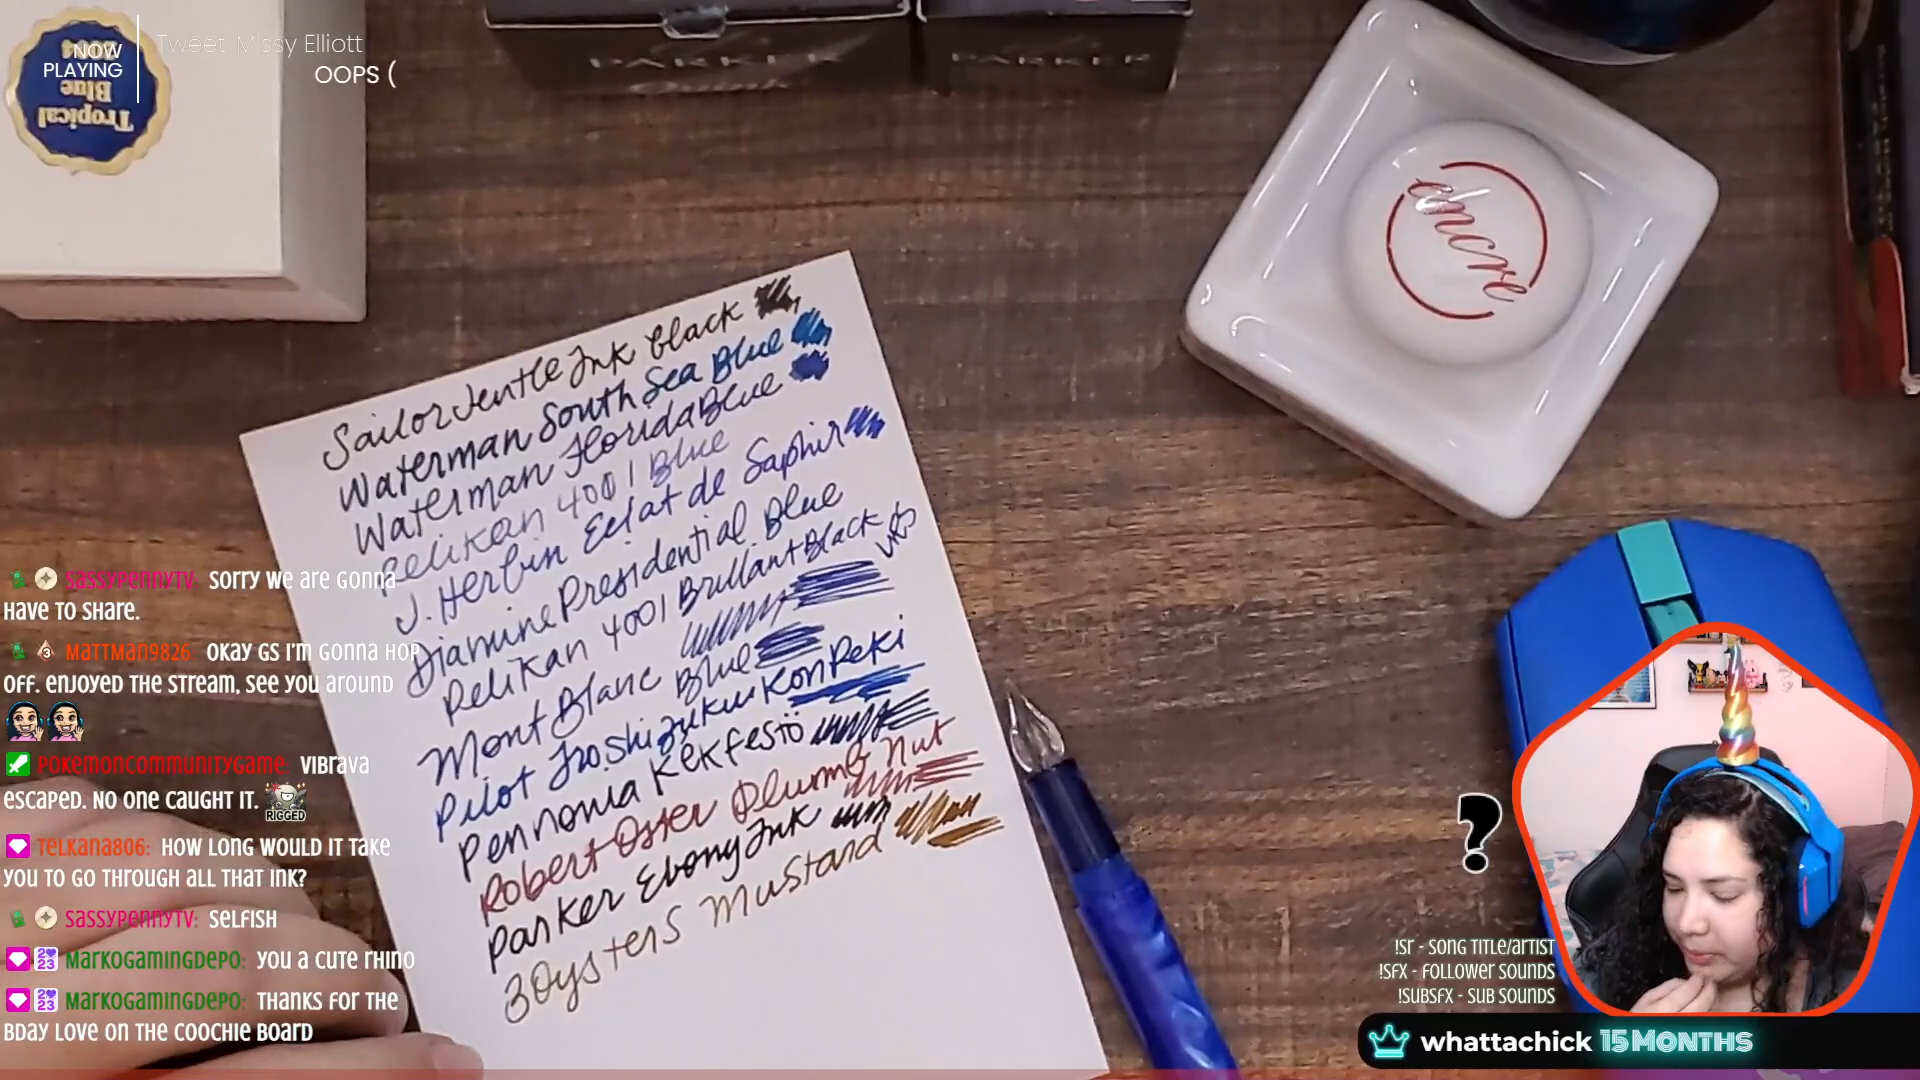 NOW
PLAYING
Tweet, Missy Elliott
OOPS (
Tropical
Blue
PARKER
Quink
PARKER
encre
Sailor Jentle Ink black
Waterman South Sea Blue
Waterman Florida Blue
Pelikan 4001 Blue
J. Herbin Eclat de Saphir
Diamine Presidential Blue
Pelikan 4001 Brillant Black
Mont Blanc
Blue
Pilot Iroshizuku Kon Peki
Pennonia Kékfestő
Robert Oster Plumb Nut
Parker Ebony Ink
3 Oysters Mustard
SassyPennyTV: sorry we are gonna
have to share.
Mattman9826 okay GS I'm gonna hop
off. enjoyed the stream, see you around
PokemonCommunityGame: Vibrava
escaped. No one caught it.
RIGGED
Telkana806: How long would it take
you to go through all that ink?
SassyPennyTV: selfish
MarkoGamingDepo: you a cute rhino
MarkoGamingDepo: thanks for the
bday love on the coochie board
?
!sr - song title/artist
!sfx - follower sounds
!subsfx - sub sounds
whattachick 15 MONTHS